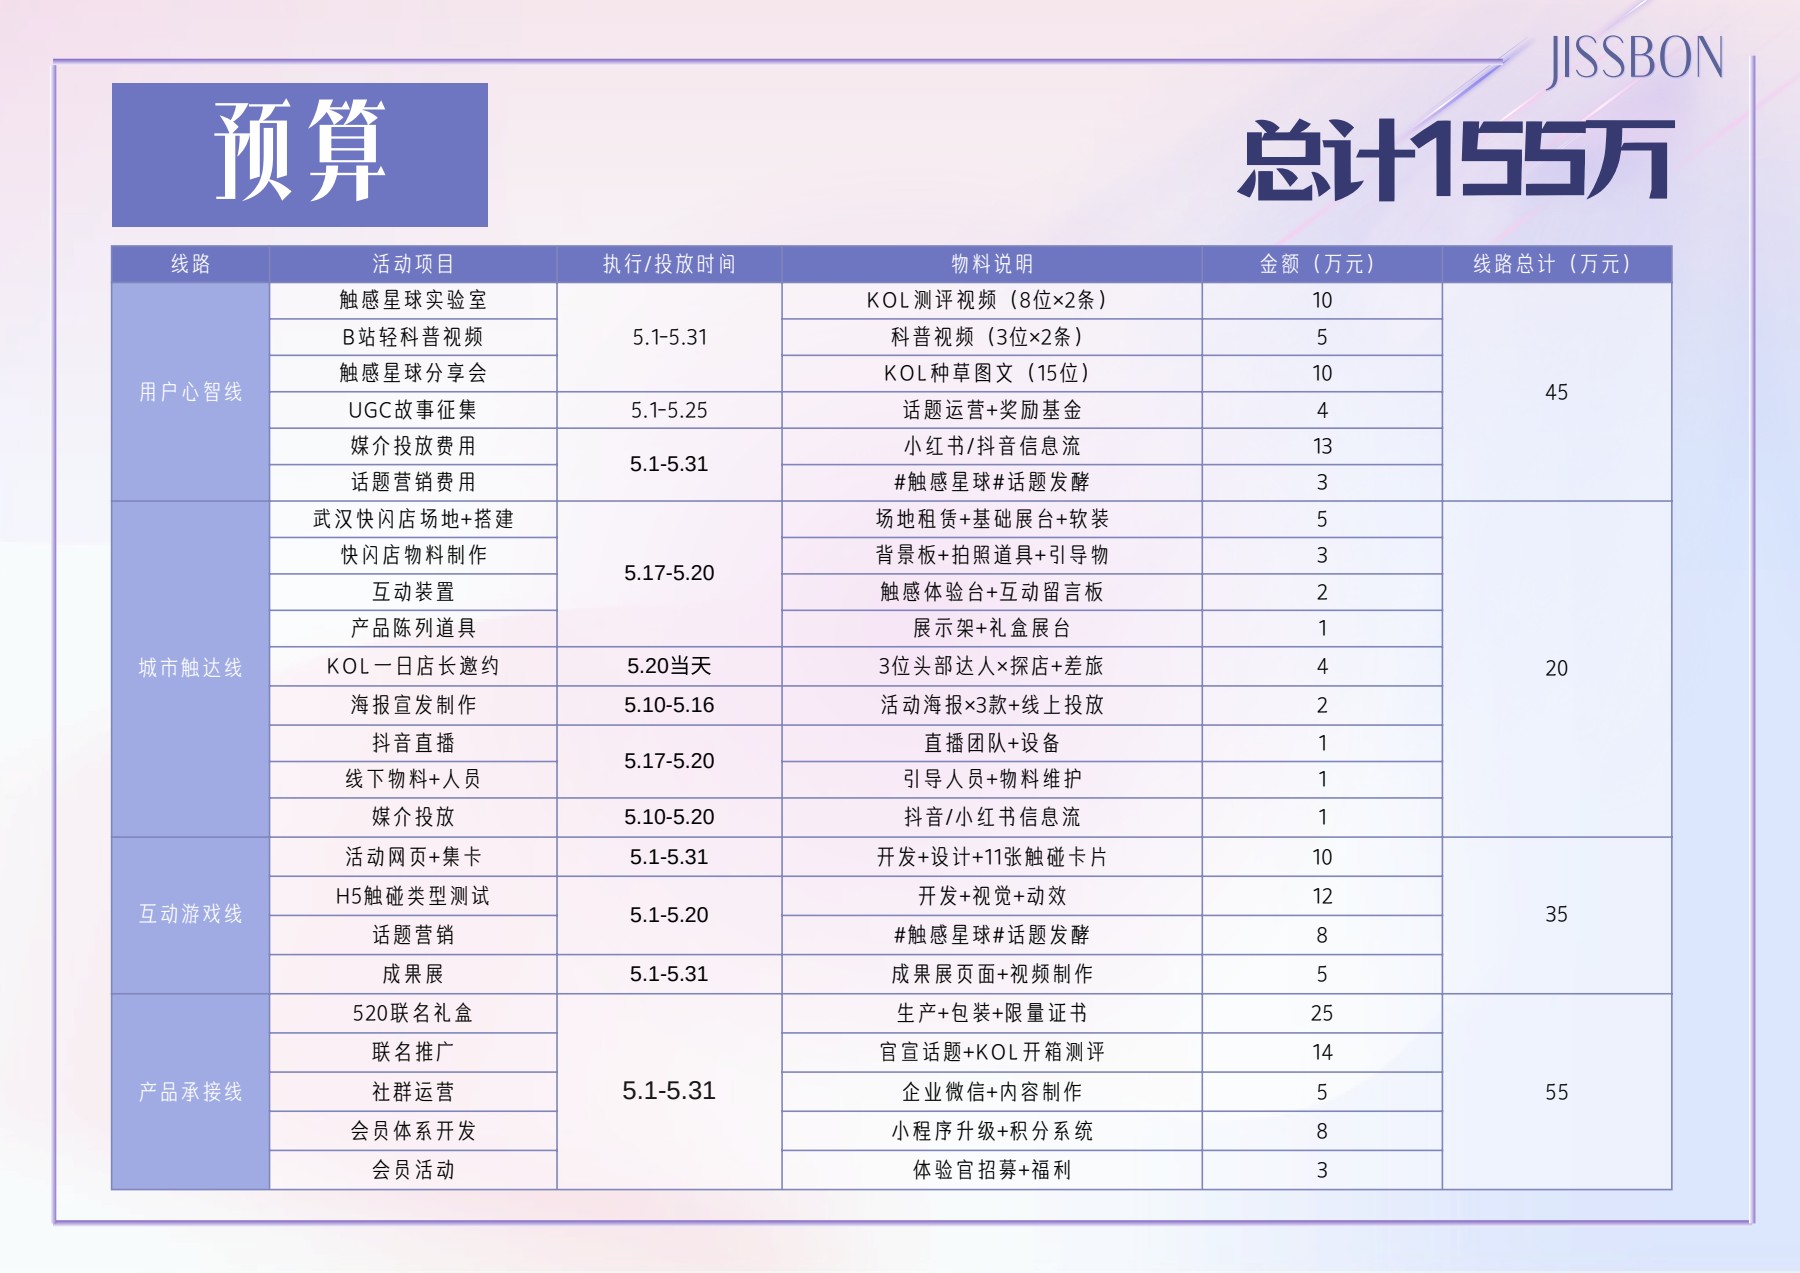 JISSBON
预算
总计155万
线路 活动项目 执行/投放时间 物料说明 金额（万元） 线路总计（万元）
用户心智线 触感星球实验室 5.1-5.31 KOL测评视频（8位×2条） 10 45
B站轻科普视频 科普视频（3位×2条） 5
触感星球分享会 KOL种草图文（15位） 10
UGC故事征集 5.1-5.25 话题运营+奖励基金 4
媒介投放费用 5.1-5.31 小红书/抖音信息流 13
话题营销费用 #触感星球#话题发酵 3
城市触达线 武汉快闪店场地+搭建 5.17-5.20 场地租赁+基础展台+软装 5 20
快闪店物料制作 背景板+拍照道具+引导物 3
互动装置 触感体验台+互动留言板 2
产品陈列道具 展示架+礼盒展台 1
KOL一日店长邀约 5.20当天 3位头部达人×探店+差旅 4
海报宣发制作 5.10-5.16 活动海报×3款+线上投放 2
抖音直播 5.17-5.20 直播团队+设备 1
线下物料+人员 引导人员+物料维护 1
媒介投放 5.10-5.20 抖音/小红书信息流 1
互动游戏线 活动网页+集卡 5.1-5.31 开发+设计+11张触碰卡片 10 35
H5触碰类型测试 5.1-5.20 开发+视觉+动效 12
话题营销 #触感星球#话题发酵 8
成果展 5.1-5.31 成果展页面+视频制作 5
产品承接线 520联名礼盒 5.1-5.31 生产+包装+限量证书 25 55
联名推广 官宣话题+KOL开箱测评 14
社群运营 企业微信+内容制作 5
会员体系开发 小程序升级+积分系统 8
会员活动 体验官招募+福利 3